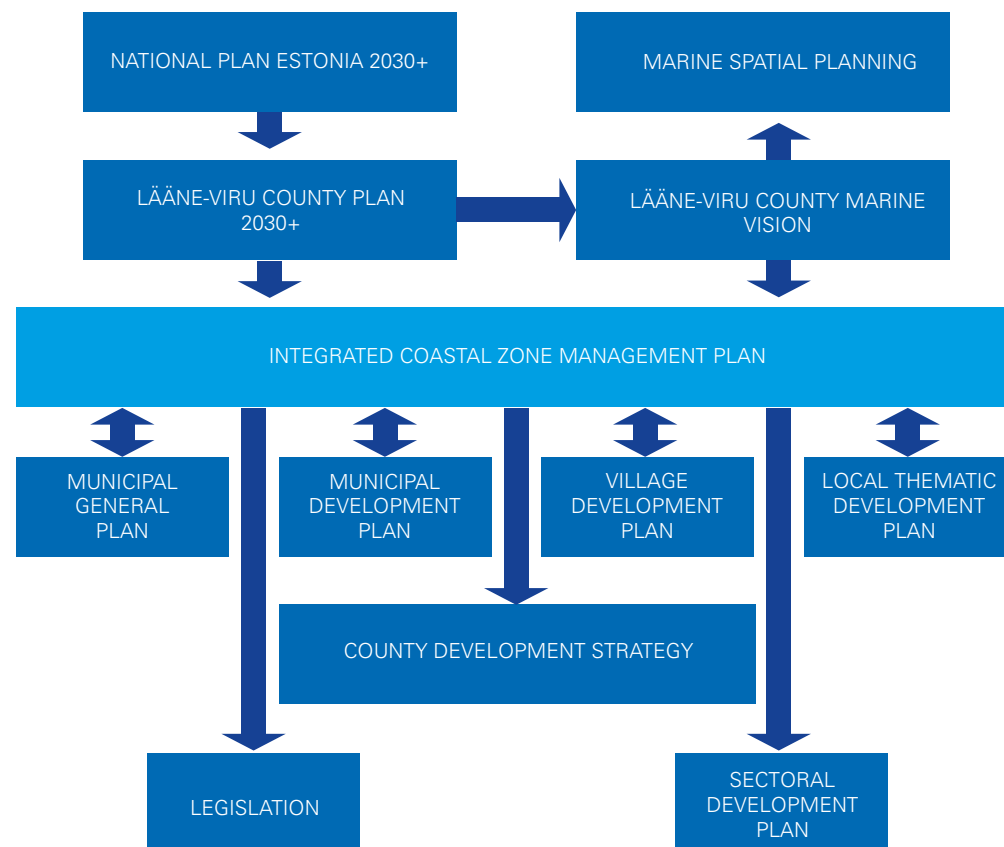 NATIONAL PLAN ESTONIA 2030+
MARINE SPATIAL PLANNING
LÄÄNE-VIRU COUNTY PLAN
2030+
LÄÄNE-VIRU COUNTY MARINE
VISION
INTEGRATED COASTAL ZONE MANAGEMENT PLAN
MUNICIPAL
GENERAL
PLAN
MUNICIPAL
DEVELOPMENT
PLAN
VILLAGE
DEVELOPMENT
PLAN
LOCAL THEMATIC
DEVELOPMENT
PLAN
COUNTY DEVELOPMENT STRATEGY
LEGISLATION
SECTORAL
DEVELOPMENT
PLAN